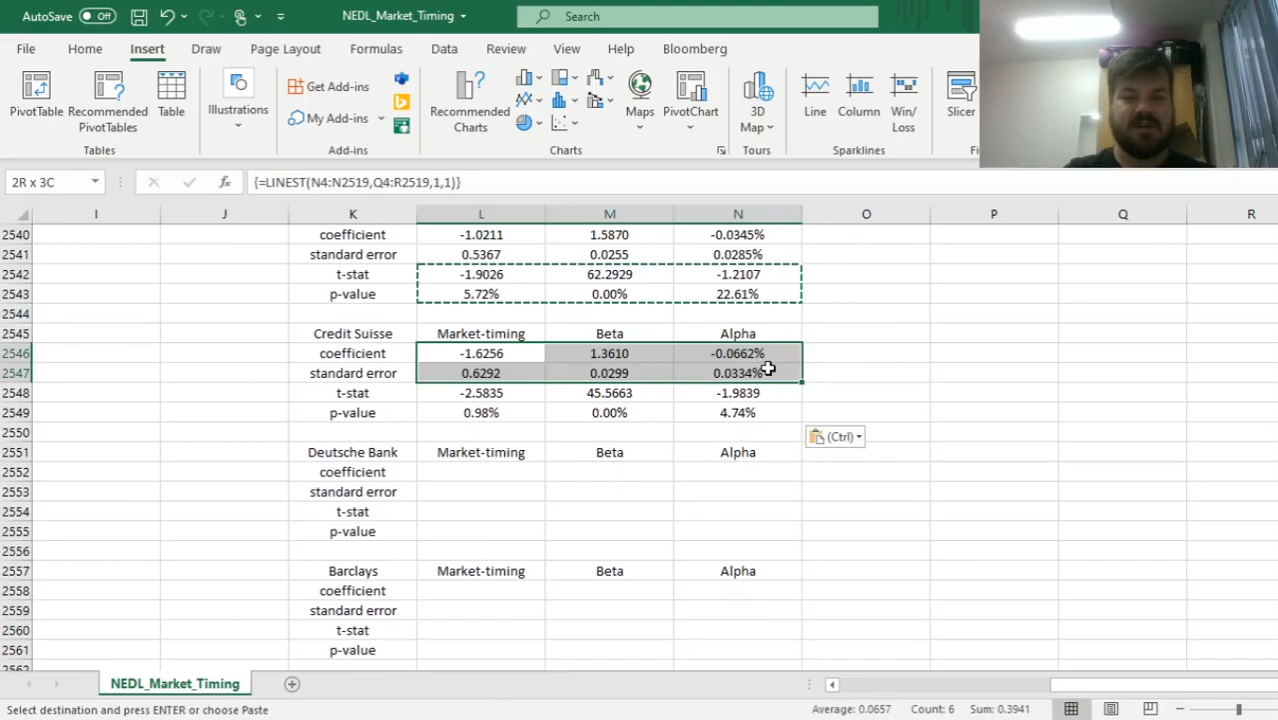 AutoSave Off NEDL_Market_Timing Search
File Home Insert Draw Page Layout Formulas Data Review View Help Bloomberg
PivotTable Recommended PivotTables Table Illustrations Get Add-ins My Add-ins Recommended Charts Maps PivotChart 3D Map Line Column Win/Loss Slicer
Tables Add-ins Charts Tours Sparklines
2R x 3C fx {=LINEST(N4:N2519,Q4:R2519,1,1)}
I J K L M N O P Q R
2540 coefficient -1.0211 1.5870 -0.0345%
2541 standard error 0.5367 0.0255 0.0285%
2542 t-stat -1.9026 62.2929 -1.2107
2543 p-value 5.72% 0.00% 22.61%
2544
2545 Credit Suisse Market-timing Beta Alpha
2546 coefficient -1.6256 1.3610 -0.0662%
2547 standard error 0.6292 0.0299 0.0334%
2548 t-stat -2.5835 45.5663 -1.9839
2549 p-value 0.98% 0.00% 4.74%
2550 (Ctrl)
2551 Deutsche Bank Market-timing Beta Alpha
2552 coefficient
2553 standard error
2554 t-stat
2555 p-value
2556
2557 Barclays Market-timing Beta Alpha
2558 coefficient
2559 standard error
2560 t-stat
2561 p-value
2562
NEDL_Market_Timing
Select destination and press ENTER or choose Paste Average: 0.0657 Count: 6 Sum: 0.3941